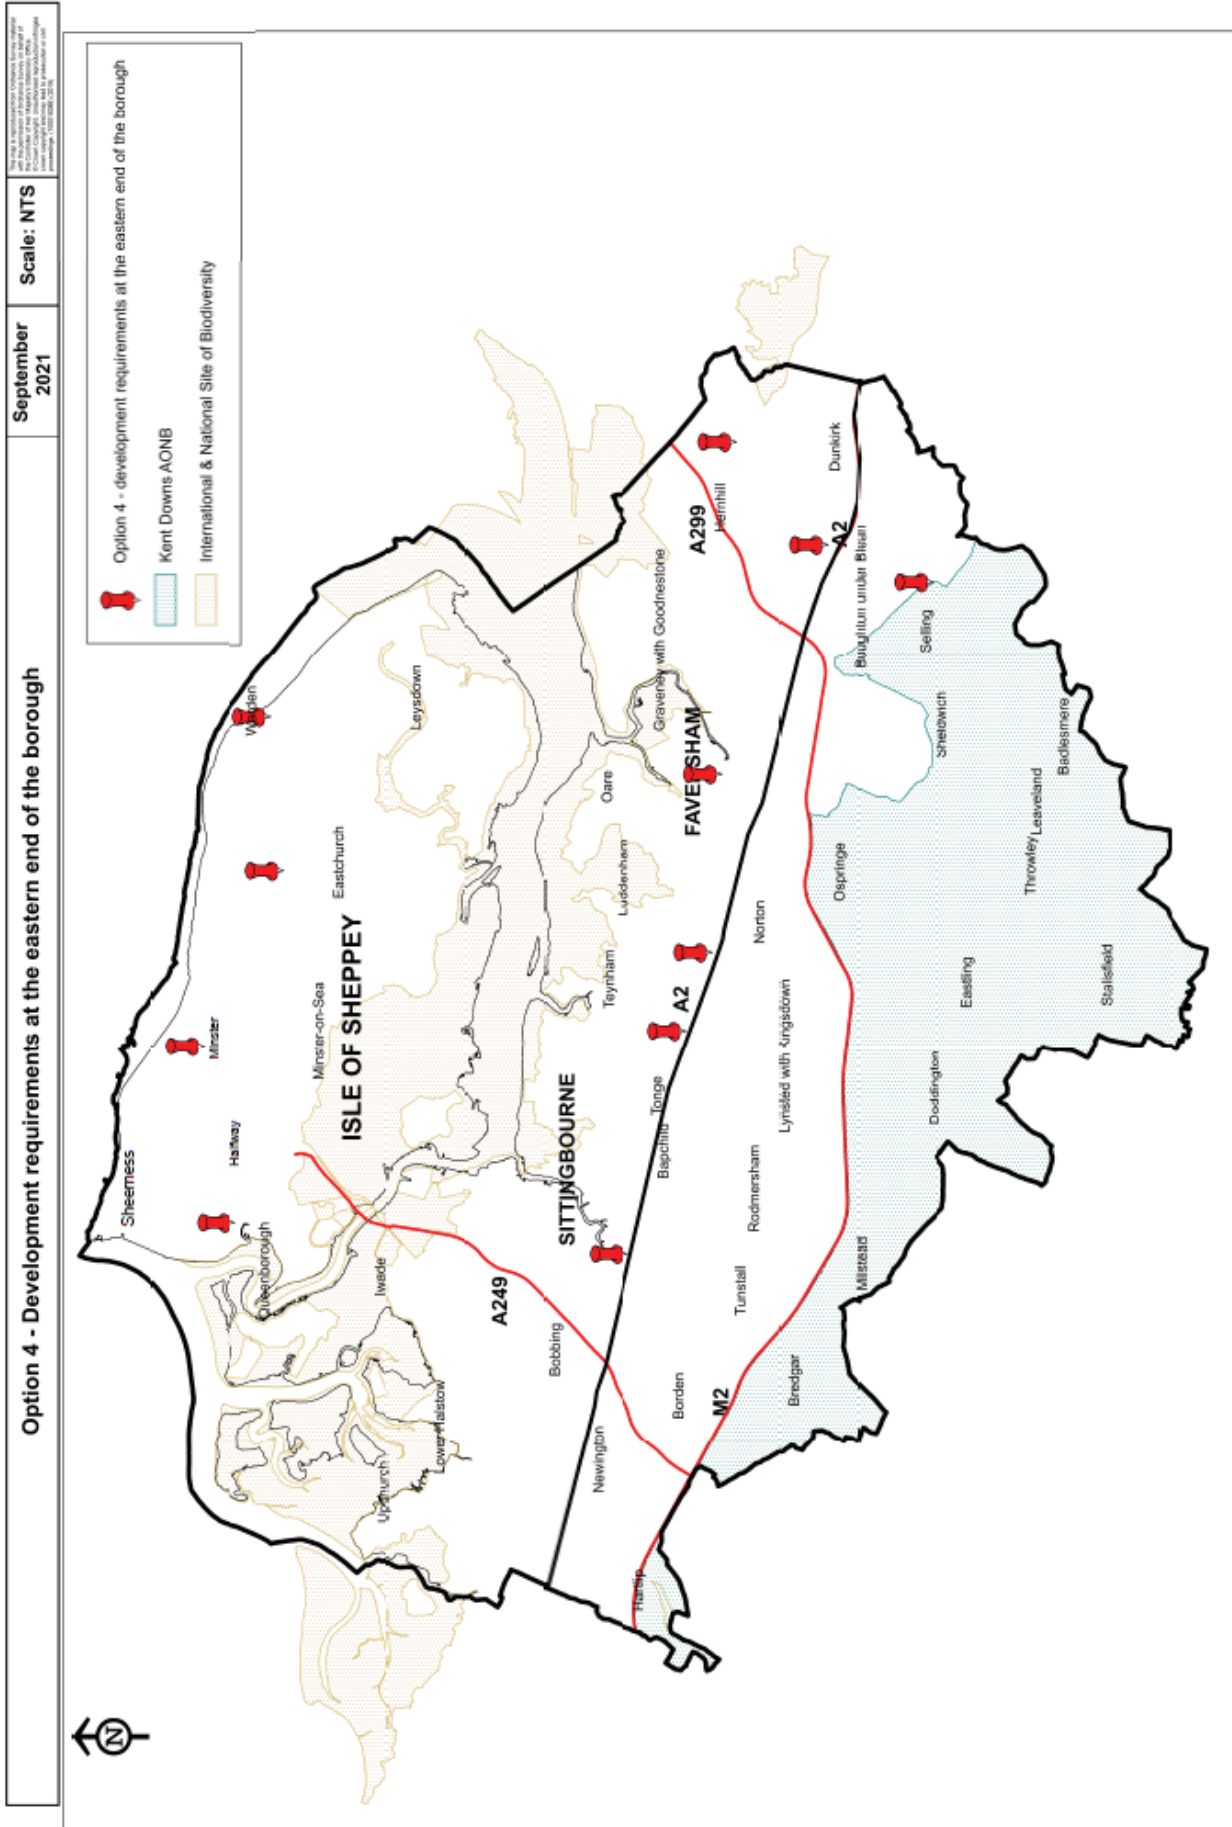 Option 4 - Development requirements at the eastern end of the borough
September
2021
Scale: NTS
Option 4 - development requirements at the eastern end of the borough
Kent Downs AONB
International & National Site of Biodiversity
N
Sheerness
Minster
Halfway
Queenborough
Warden
Minster-on-Sea
Eastchurch
Leysdown
ISLE OF SHEPPEY
Iwade
Upchurch
Lower Halstow
A249
Bobbing
SITTINGBOURNE
Teynham
Luddenham
Oare
Graveney with Goodnestone
Newington
Hartlip
Borden
M2
Bapchild
Tonge
A2
FAVERSHAM
A299
Hernhill
Tunstall
Rodmersham
Lynsted with Kingsdown
Norton
Bredgar
Milstead
Ospringe
Boughton under Blean
A2
Dunkirk
Doddington
Eastling
Sheldwich
Selling
Throwley
Leaveland
Badlesmere
Stalisfield